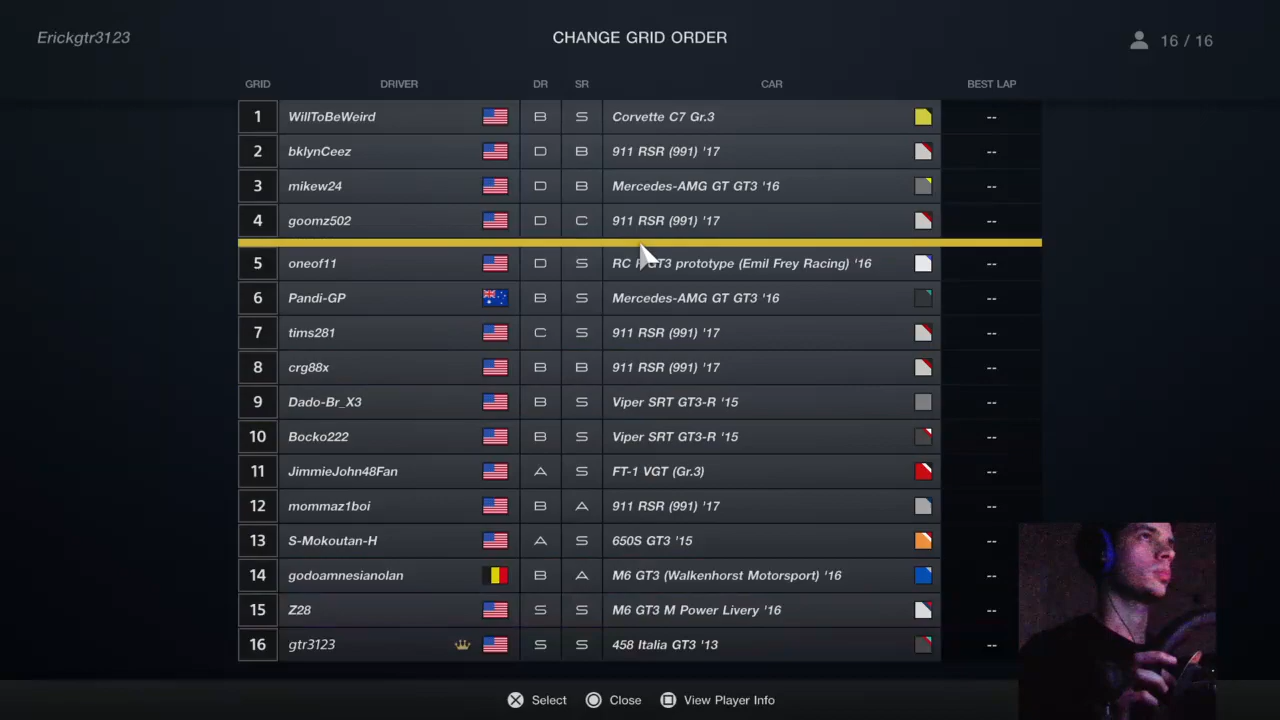 Erickgtr3123
CHANGE GRID ORDER
16 / 16
GRID DRIVER DR SR CAR BEST LAP
1 WillToBeWeird B S Corvette C7 Gr.3 --
2 bklynCeez D B 911 RSR (991) '17 --
3 mikew24 D B Mercedes-AMG GT GT3 '16 --
4 goomz502 D C 911 RSR (991) '17 --
5 oneof11 D S RC F GT3 prototype (Emil Frey Racing) '16 --
6 Pandi-GP B S Mercedes-AMG GT GT3 '16 --
7 tims281 C S 911 RSR (991) '17 --
8 crg88x B B 911 RSR (991) '17 --
9 Dado-Br_X3 B S Viper SRT GT3-R '15 --
10 Bocko222 B S Viper SRT GT3-R '15 --
11 JimmieJohn48Fan A S FT-1 VGT (Gr.3) --
12 mommaz1boi B A 911 RSR (991) '17 --
13 S-Mokoutan-H A S 650S GT3 '15 --
14 godoamnesianolan B A M6 GT3 (Walkenhorst Motorsport) '16 --
15 Z28 S S M6 GT3 M Power Livery '16 --
16 gtr3123 S S 458 Italia GT3 '13 --
Select Close View Player Info